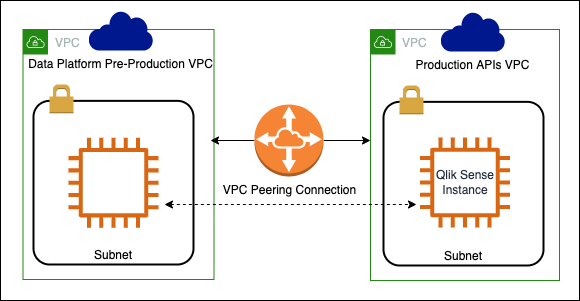 VPC
Data Platform Pre-Production VPC
Subnet
VPC Peering Connection
VPC
Production APIs VPC
Qlik Sense
Instance
Subnet